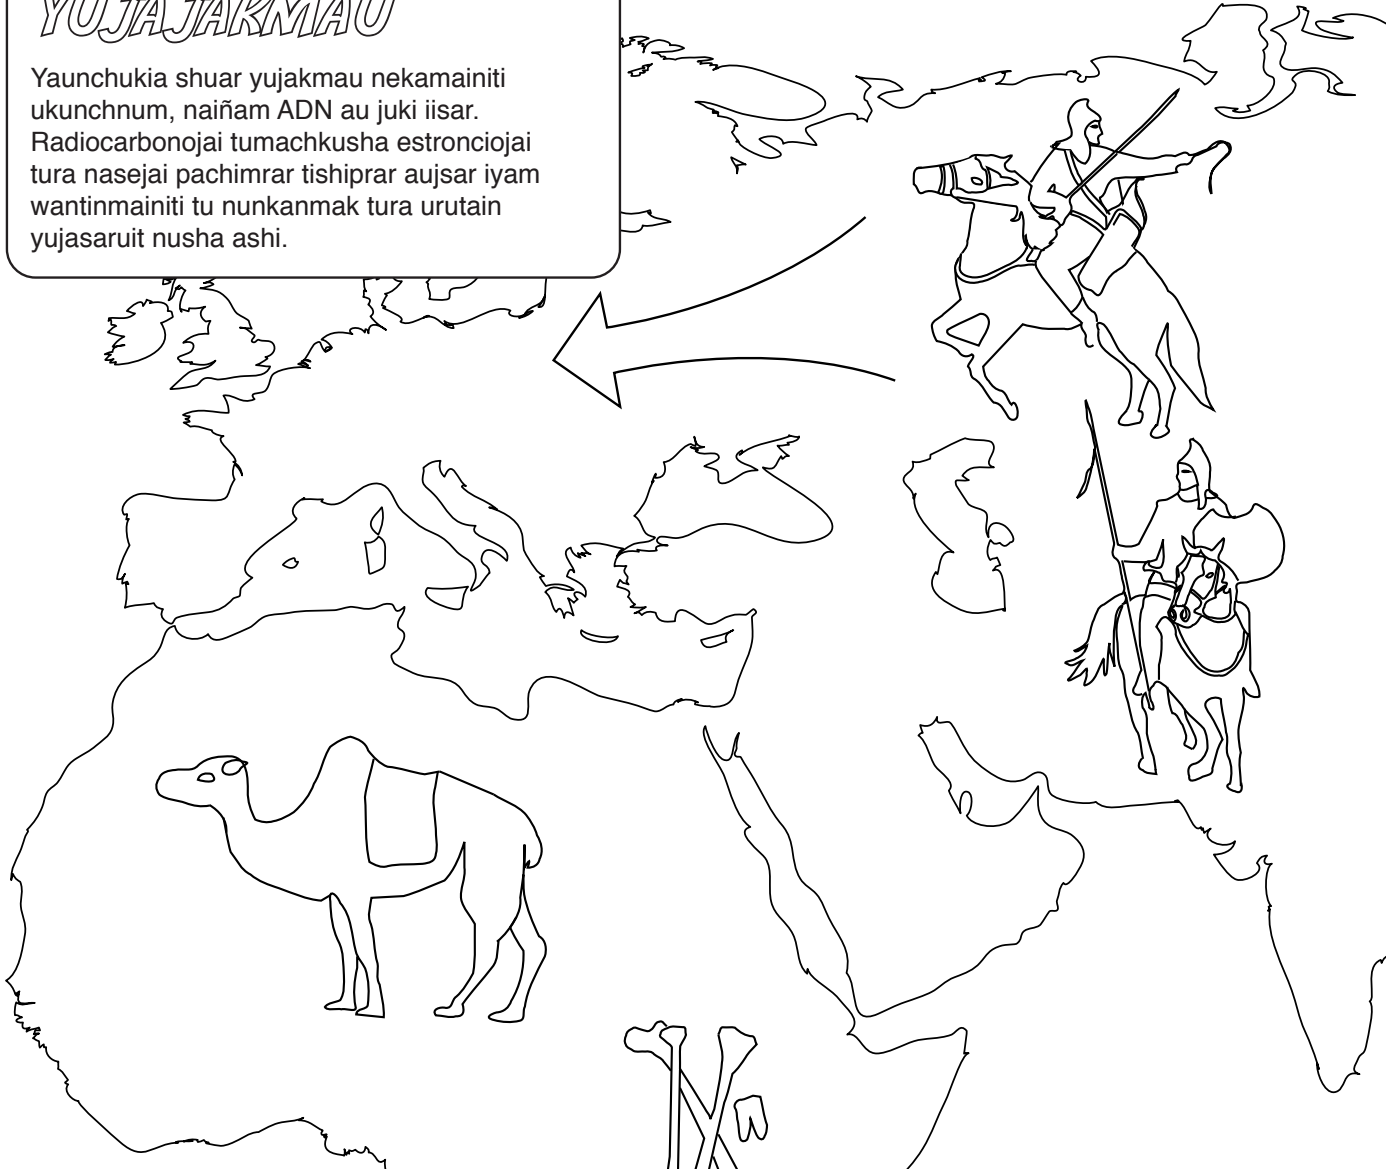 YUJAJAKMAU
Yaunchukia shuar yujakmau nekamainiti
ukunchnum, naiñam ADN au juki iisar.
Radiocarbonojai tumachkusha estronciojai
tura nasejai pachimrar tishiprar aujsar iyam
wantinmainiti tu nunkanmak tura urutain
yujasaruit nusha ashi.